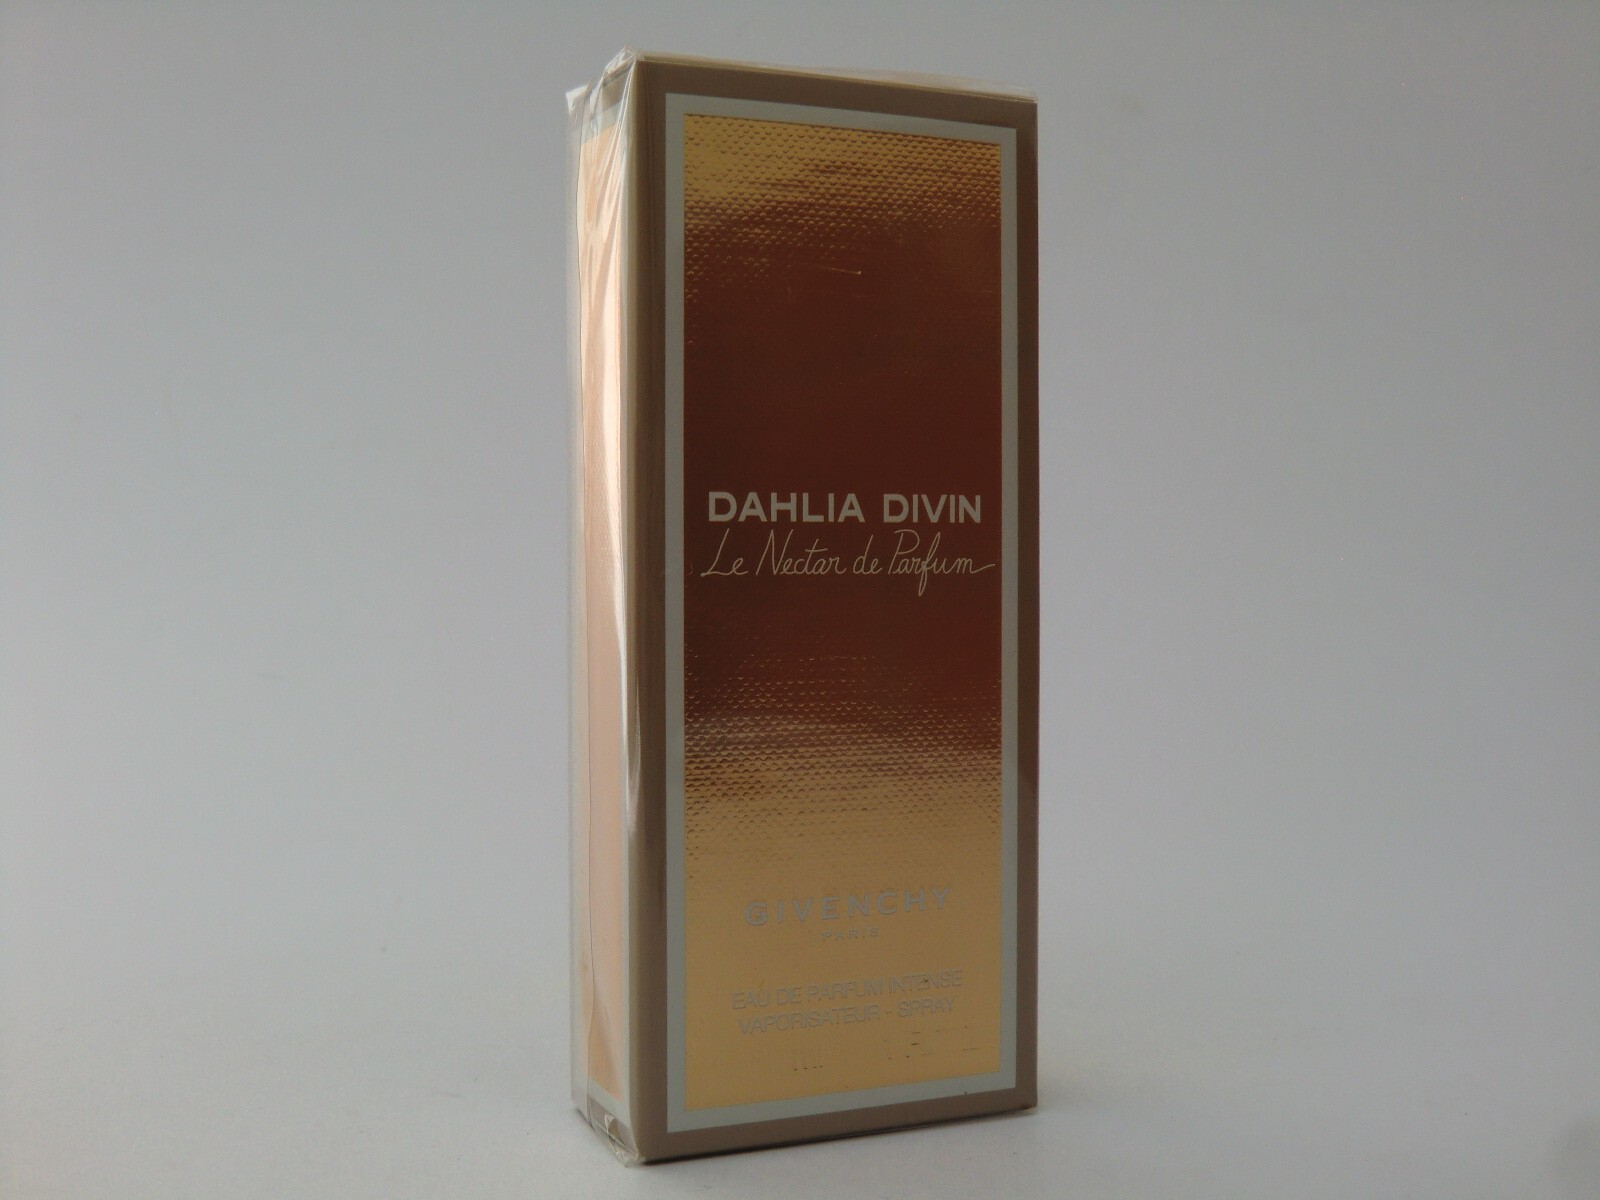 DAHLIA DIVIN
Le Nectar de Parfum
GIVENCHY
PARIS
EAU DE PARFUM INTENSE
VAPORISATEUR - SPRAY